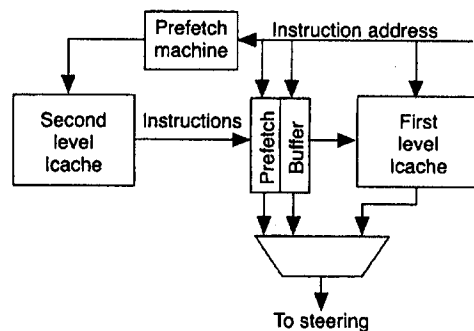 Prefetch
machine
Instruction address
Second
level
Icache
Instructions
Prefetch
Buffer
First
level
Icache
To steering